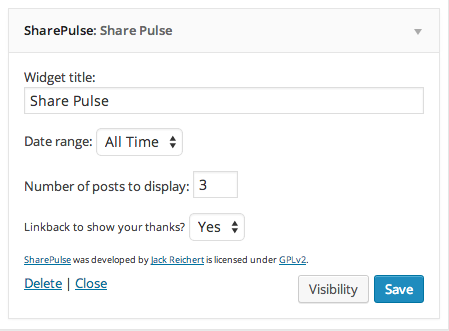 SharePulse: Share Pulse
Widget title:
Share Pulse
Date range: All Time
Number of posts to display: 3
Linkback to show your thanks? Yes
SharePulse was developed by Jack Reichert is licensed under GPLv2.
Delete | Close Visibility Save